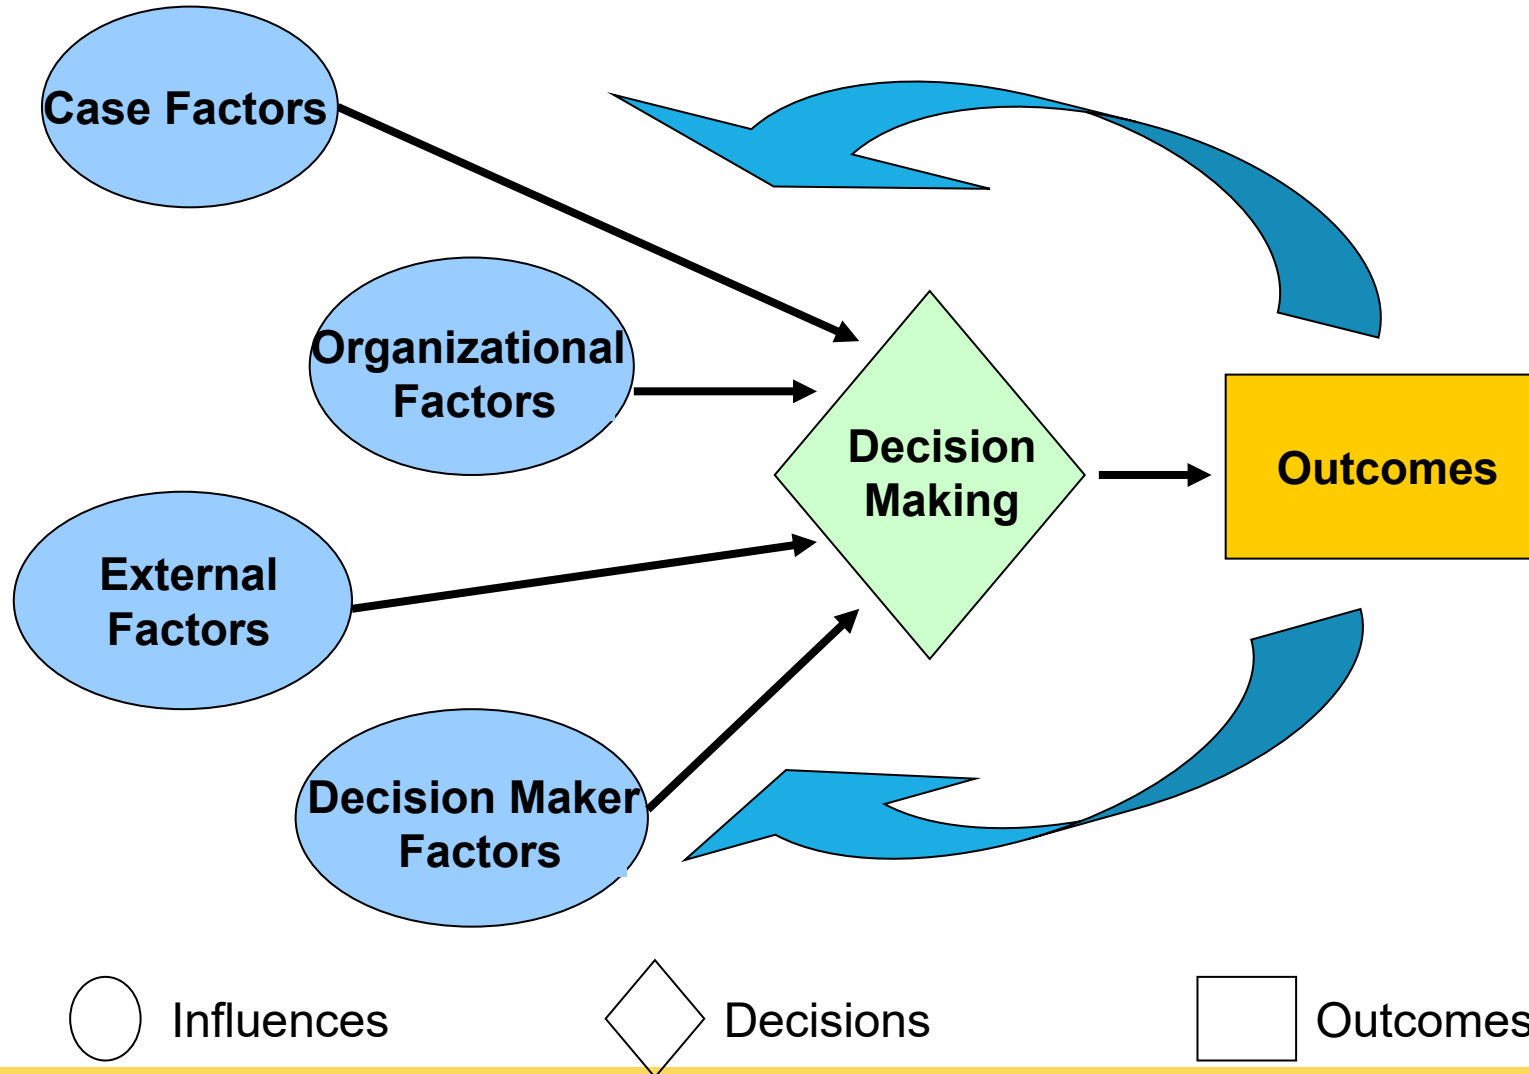 Case Factors
Organizational
Factors
Decision
Making
Outcomes
External
Factors
Decision Maker
Factors
Influences
Decisions
Outcomes